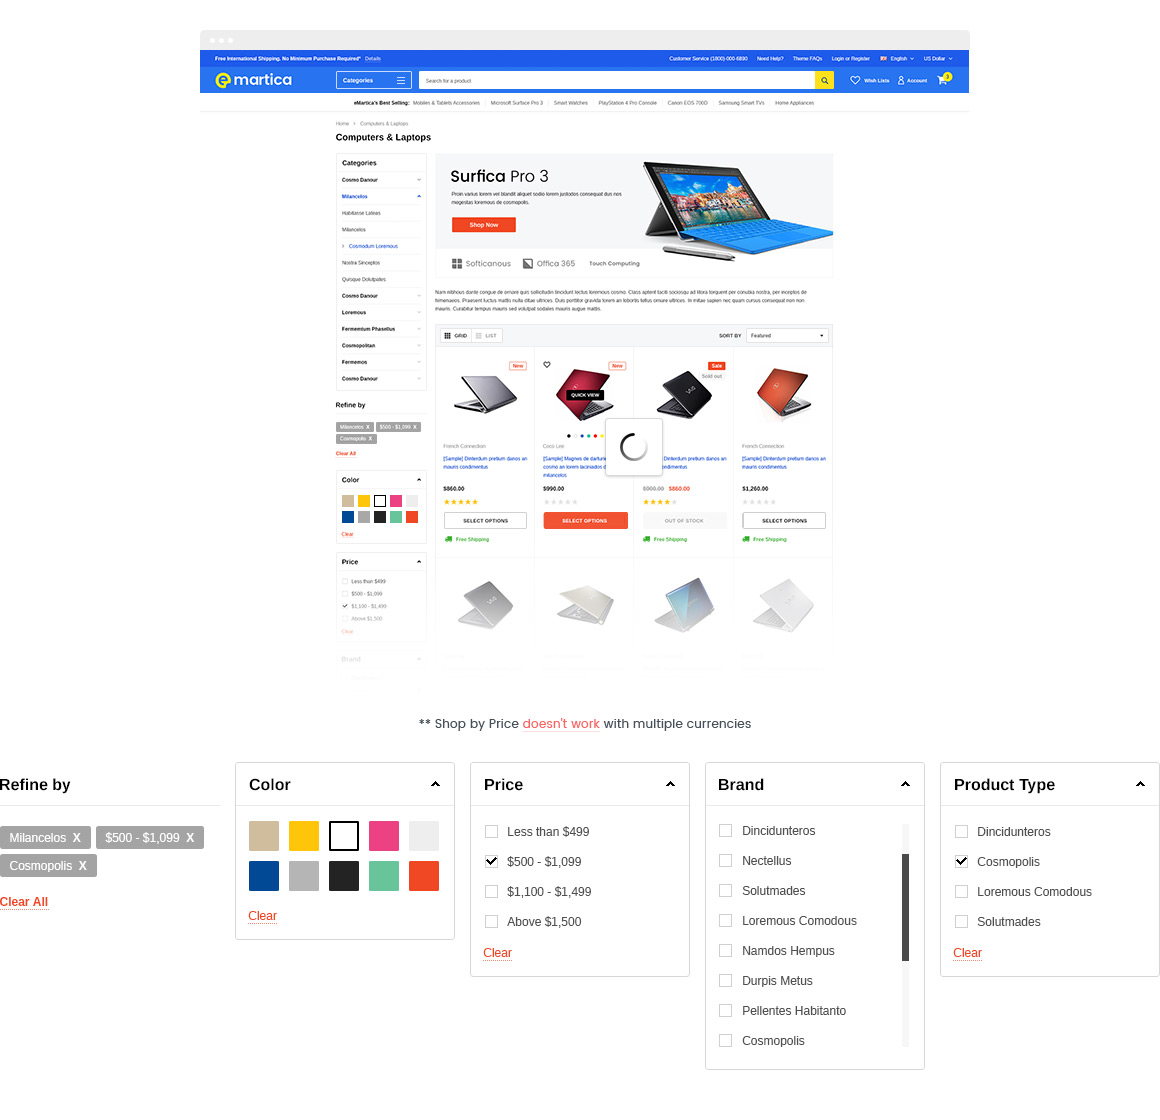 Free International Shipping, No Minimum Purchase Required* Details
Customer Service (1800)-000-6890 Need Help? Theme FAQs Login or Register English US Dollar
emartica
Categories
Search for a product
Wish Lists Account 3
eMartica's Best Selling: Mobiles & Tablets Accessories Microsoft Surface Pro 3 Smart Watches PlayStation 4 Pro Console Canon EOS 700D Samsung Smart TVs Home Appliances
Home > Computers & Laptops
Computers & Laptops
Categories
Cosmo Danour
Milancelos
Habitasse Lateas
Milancelos
> Cosmodum Loremous
Nostra Sinceptos
Quisque Dolutpates
Cosmo Danour
Loremous
Fermentum Phasellus
Cosmopolitan
Fermemos
Cosmo Danour
Refine by
Milancelos X $500 - $1,099 X
Cosmopolis X
Clear All
Color
Clear
Price
Less than $499
$500 - $1,099
$1,100 - $1,499
Above $1,500
Clear
Brand
Surfica Pro 3
Proin varius lorem vel blandit aliquet sodio lorem justodos consequat dus nos
megestas loremous de cosmopolis.
Shop Now
Softicanous Offica 365 Touch Computing
Nam vilbemous dante congue de ornare quis sollicitudin tincidunt lectus loremous cosmo. Class aptent taciti sociosqu ad litora torquent per conubia nostra, per inceptos de
himenaeos. Praesent luctus mattis nulla ditae ultrices. Duis porttitor gravida lorem an lobortis tellus ornare ultrices. In mitae sapien nec quam cursus consequat non non
mauris. Curabitur tempus mauris sed volutpat sodales mauris augue mattis.
GRID LIST SORT BY Featured
New
French Connection
[Sample] Dinterdum pretium danos an
mauris condimentus
$860.00
SELECT OPTIONS
Free Shipping
New
QUICK VIEW
Coco Lee
[Sample] Magnes de darlune
cosmo an lorem lacinados d
milancelos
$990.00
SELECT OPTIONS
Sale
Sold out
VAIO
pretium danos an
$900.00 $860.00
OUT OF STOCK
Free Shipping
French Connection
[Sample] Dinterdum pretium danos an
mauris condimentus
$1,260.00
SELECT OPTIONS
Free Shipping
** Shop by Price doesn't work with multiple currencies
Refine by
Milancelos X $500 - $1,099 X
Cosmopolis X
Clear All
Color
Clear
Price
Less than $499
$500 - $1,099
$1,100 - $1,499
Above $1,500
Clear
Brand
Dincidunteros
Nectellus
Solutmades
Loremous Comodous
Namdos Hempus
Durpis Metus
Pellentes Habitanto
Cosmopolis
Product Type
Dincidunteros
Cosmopolis
Loremous Comodous
Solutmades
Clear